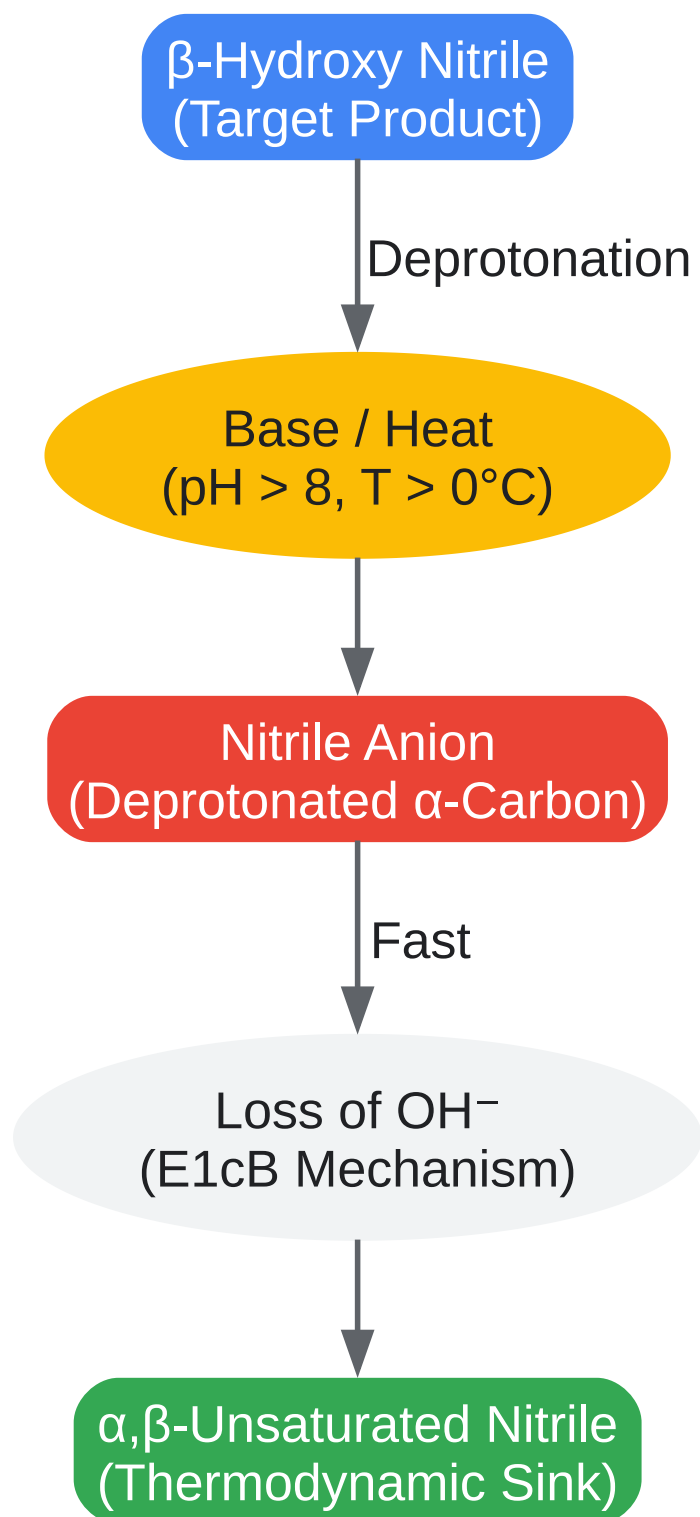 β-Hydroxy Nitrile
(Target Product)
Deprotonation
Base / Heat
(pH > 8, T > 0°C)
Nitrile Anion
(Deprotonated α-Carbon)
Fast
Loss of OH⁻
(E1cB Mechanism)
α,β-Unsaturated Nitrile
(Thermodynamic Sink)